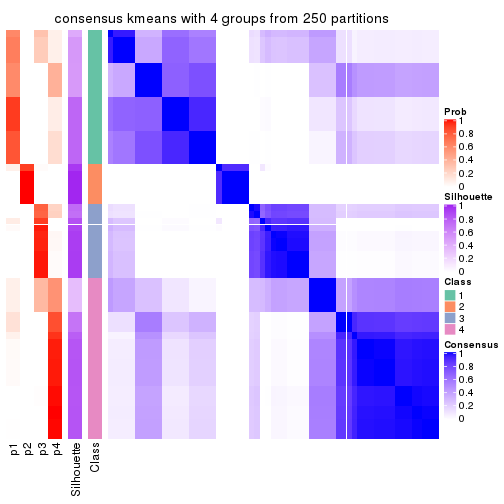 consensus kmeans with 4 groups from 250 partitions
Prob
1
0.8
0.6
0.4
0.2
0
Silhouette
1
0.8
0.6
0.4
0.2
0
Class
1
2
3
4
Consensus
1
0.8
0.6
0.4
0.2
0
p1
p2
p3
p4
Silhouette
Class